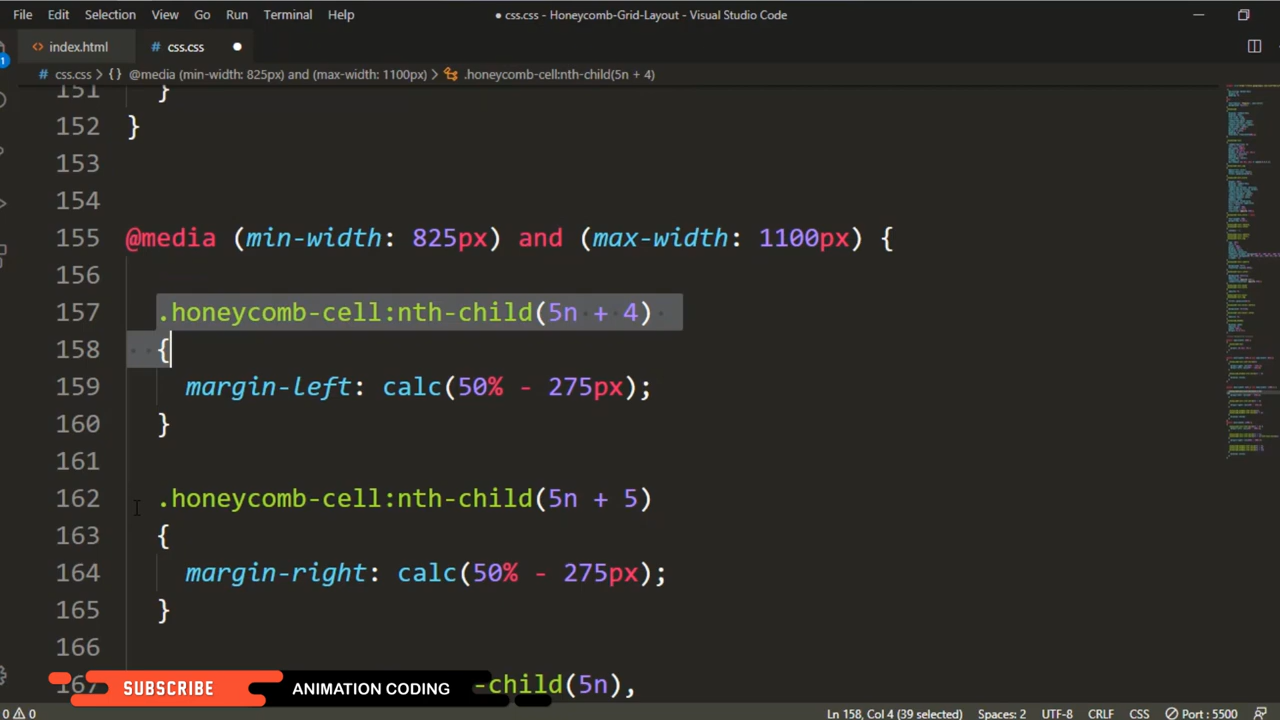 File Edit Selection View Go Run Terminal Help
● css.css - Honeycomb-Grid-Layout - Visual Studio Code
1
<> index.html
# css.css ●
# css.css > {} @media (min-width: 825px) and (max-width: 1100px) > .honeycomb-cell:nth-child(5n + 4)
151 }
152 }
153
154
155 @media (min-width: 825px) and (max-width: 1100px) {
156
157 .honeycomb-cell:nth-child(5n + 4)
158 {
159 margin-left: calc(50% - 275px);
160 }
161
162 .honeycomb-cell:nth-child(5n + 5)
163 {
164 margin-right: calc(50% - 275px);
165 }
166
167 -child(5n),
SUBSCRIBE
ANIMATION CODING
0 0 Ln 158, Col 4 (39 selected) Spaces: 2 UTF-8 CRLF CSS Port : 5500